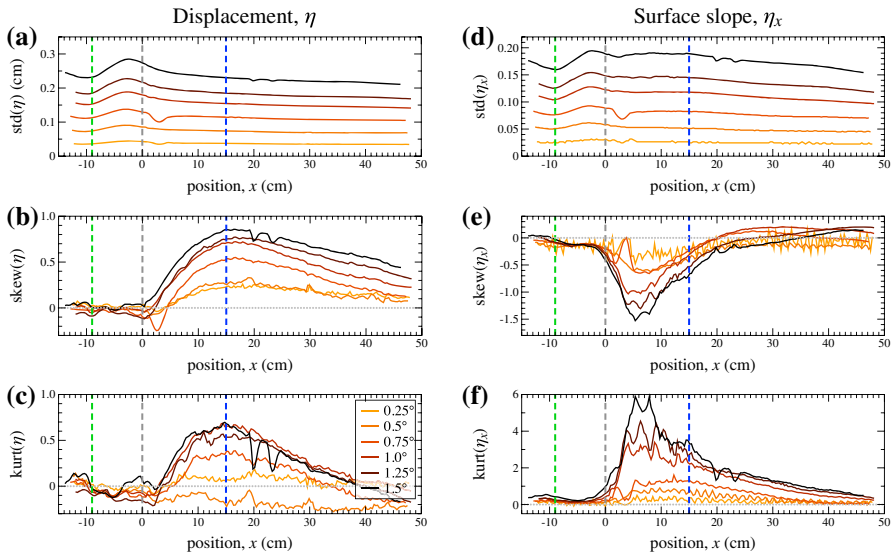 Displacement, η
Surface slope, ηx
(a)
std(η) (cm)
0.3
0.2
0.1
0
-10 0 10 20 30 40 50
position, x (cm)
(d)
std(ηx)
0.20
0.15
0.10
0.05
0.00
-10 0 10 20 30 40 50
position, x (cm)
(b)
skew(η)
1.0
0.5
0.0
-10 0 10 20 30 40 50
position, x (cm)
(e)
skew(ηx)
0
-0.5
-1.0
-1.5
-10 0 10 20 30 40 50
position, x (cm)
(c)
kurt(η)
1.0
0.5
0.0
-10 0 10 20 30 40 50
position, x (cm)
0.25°
0.5°
0.75°
1.0°
1.25°
1.5°
(f)
kurt(ηx)
6
4
2
0
-10 0 10 20 30 40 50
position, x (cm)